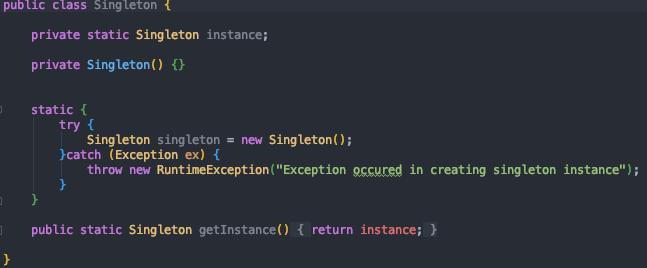 public class Singleton {
private static Singleton instance;
private Singleton() {}
static {
try {
Singleton singleton = new Singleton();
}catch (Exception ex) {
throw new RuntimeException("Exception occured in creating singleton instance");
}
}
public static Singleton getInstance() { return instance; }
}